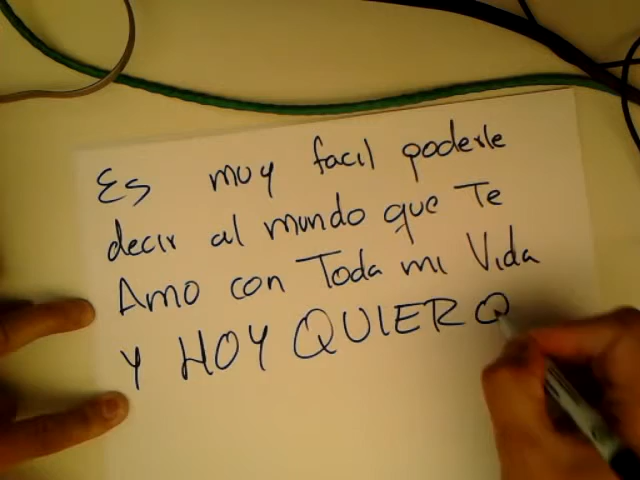 Es muy facil poderle
decir al mundo que Te
Amo con Toda mi Vida
Y HOY QUIERO